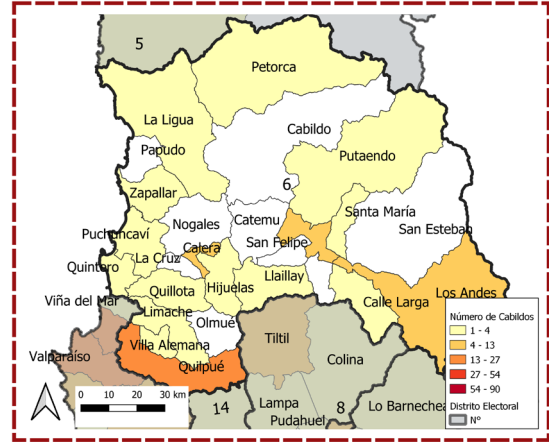 5
Petorca
La Ligua
Cabildo
Papudo
Putaendo
6
Zapallar
Santa María
Nogales
Catemu
San Esteban
Puchuncaví
San Felipe
Calera
La Cruz
Quintero
Llaillay
Quillota
Hijuelas
Los Andes
Viña del Mar
Calle Larga
Limache
Olmué
Villa Alemana
Tiltil
Valparaíso
Quilpué
Colina
Lampa
Lo Barnechea
14
8
Pudahuel
0 10 20 30 km
Número de Cabildos
1 - 4
4 - 13
13 - 27
27 - 54
54 - 90
Distrito Electoral
N°